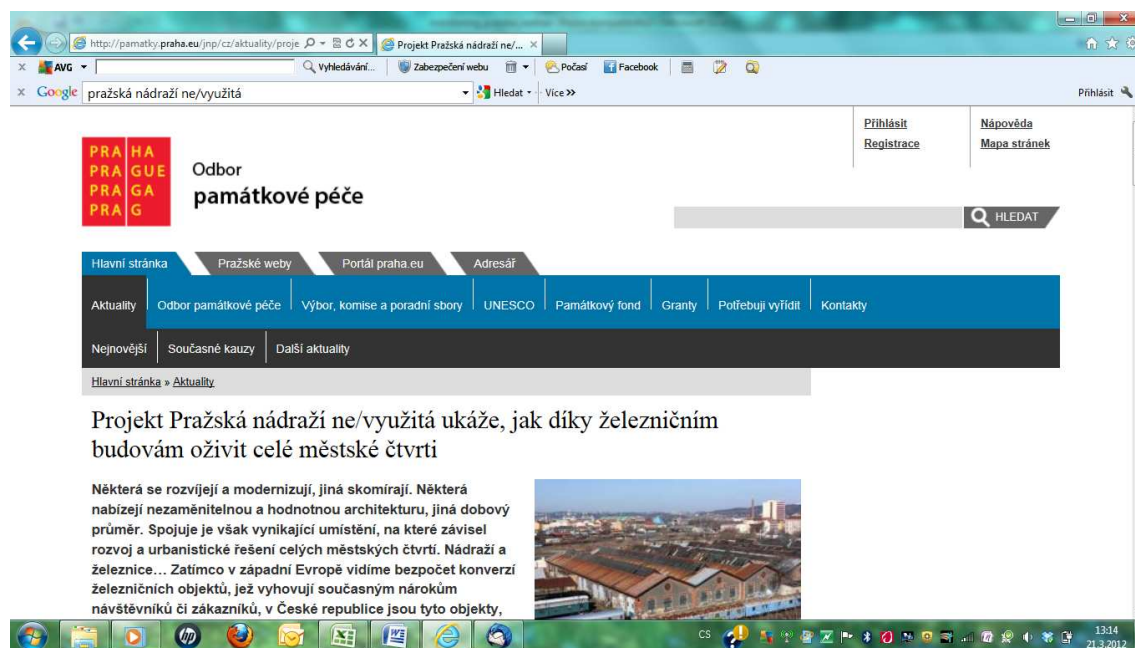 http://pamatky.praha.eu/jnp/cz/aktuality/proje
Projekt Pražská nádraží ne/...
AVG
Vyhledávání...
Zabezpečení webu
Počasí
Facebook
Google
pražská nádraží ne/využitá
Hledat
Více
Přihlásit
PRA HA
PRA GUE
PRA GA
PRA G
Odbor
památkové péče
Přihlásit
Registrace
Nápověda
Mapa stránek
HLEDAT
Hlavní stránka
Pražské weby
Portál praha.eu
Adresář
Aktuality
Odbor památkové péče
Výbor, komise a poradní sbory
UNESCO
Památkový fond
Granty
Potřebuji vyřídit
Kontakty
Nejnovější
Současné kauzy
Další aktuality
Hlavní stránka » Aktuality
Projekt Pražská nádraží ne/využitá ukáže, jak díky železničním
budovám oživit celé městské čtvrti
Některá se rozvíjejí a modernizují, jiná skomírají. Některá
nabízejí nezaměnitelnou a hodnotnou architekturu, jiná dobový
průměr. Spojuje je však vynikající umístění, na které závisel
rozvoj a urbanistické řešení celých městských čtvrtí. Nádraží a
železnice… Zatímco v západní Evropě vidíme bezpočet konverzí
železničních objektů, jež vyhovují současným nárokům
návštěvníků či zákazníků, v České republice jsou tyto objekty,
CS
13:14
21.3.2012